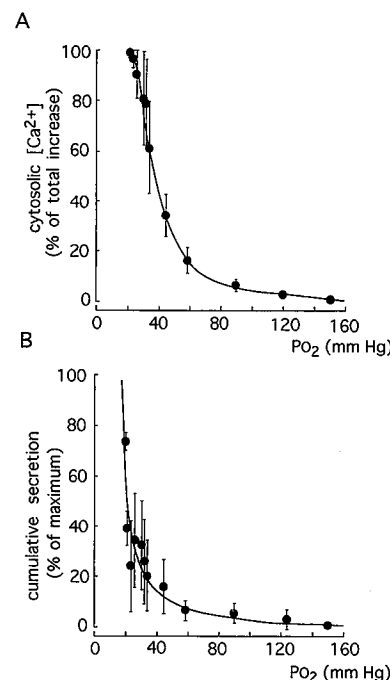 A
cytosolic [Ca2+]
(% of total increase)
100
80
60
40
20
0
0 40 80 120 160
PO2 (mm Hg)
B
cumulative secretion
(% of maximum)
100
80
60
40
20
0
0 40 80 120 160
PO2 (mm Hg)